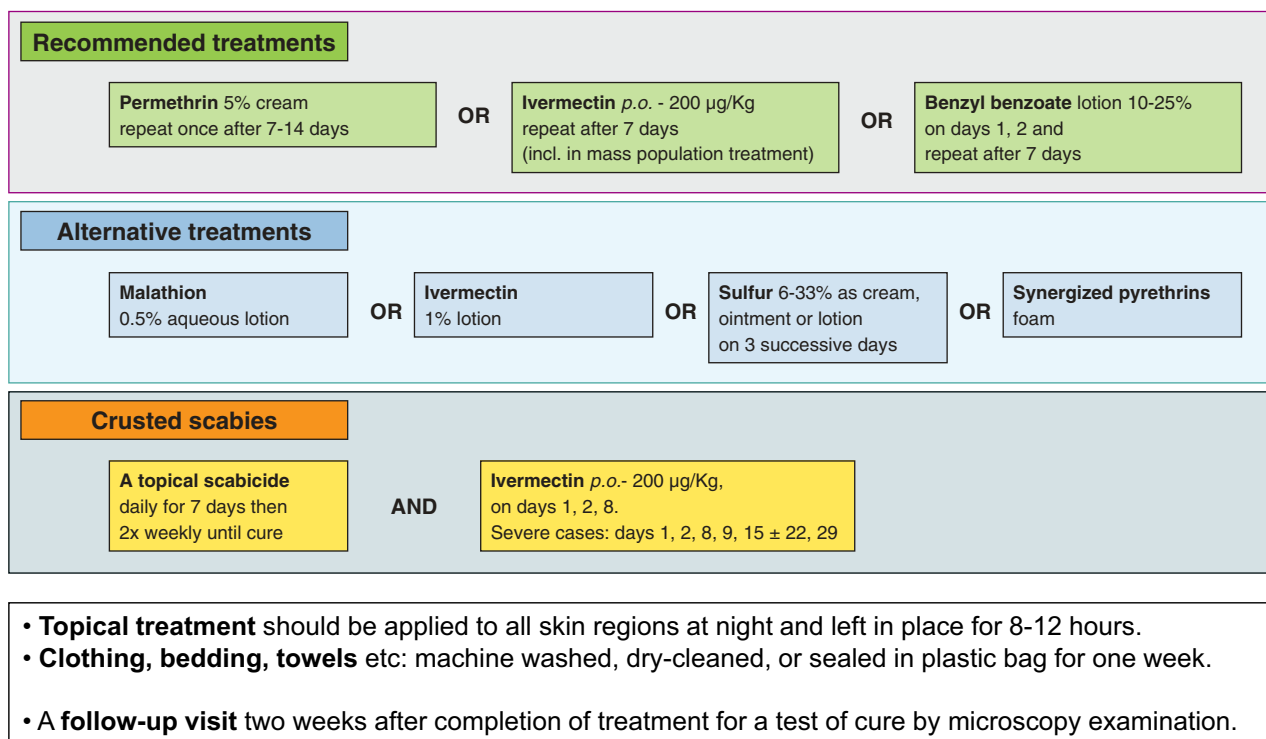 Recommended treatments
Permethrin 5% cream
repeat once after 7-14 days
OR
Ivermectin p.o. - 200 µg/Kg
repeat after 7 days
(incl. in mass population treatment)
OR
Benzyl benzoate lotion 10-25%
on days 1, 2 and
repeat after 7 days
Alternative treatments
Malathion
0.5% aqueous lotion
OR
Ivermectin
1% lotion
OR
Sulfur 6-33% as cream,
ointment or lotion
on 3 successive days
OR
Synergized pyrethrins
foam
Crusted scabies
A topical scabicide
daily for 7 days then
2x weekly until cure
AND
Ivermectin p.o.- 200 µg/Kg,
on days 1, 2, 8.
Severe cases: days 1, 2, 8, 9, 15 ± 22, 29
• Topical treatment should be applied to all skin regions at night and left in place for 8-12 hours.
• Clothing, bedding, towels etc: machine washed, dry-cleaned, or sealed in plastic bag for one week.
• A follow-up visit two weeks after completion of treatment for a test of cure by microscopy examination.